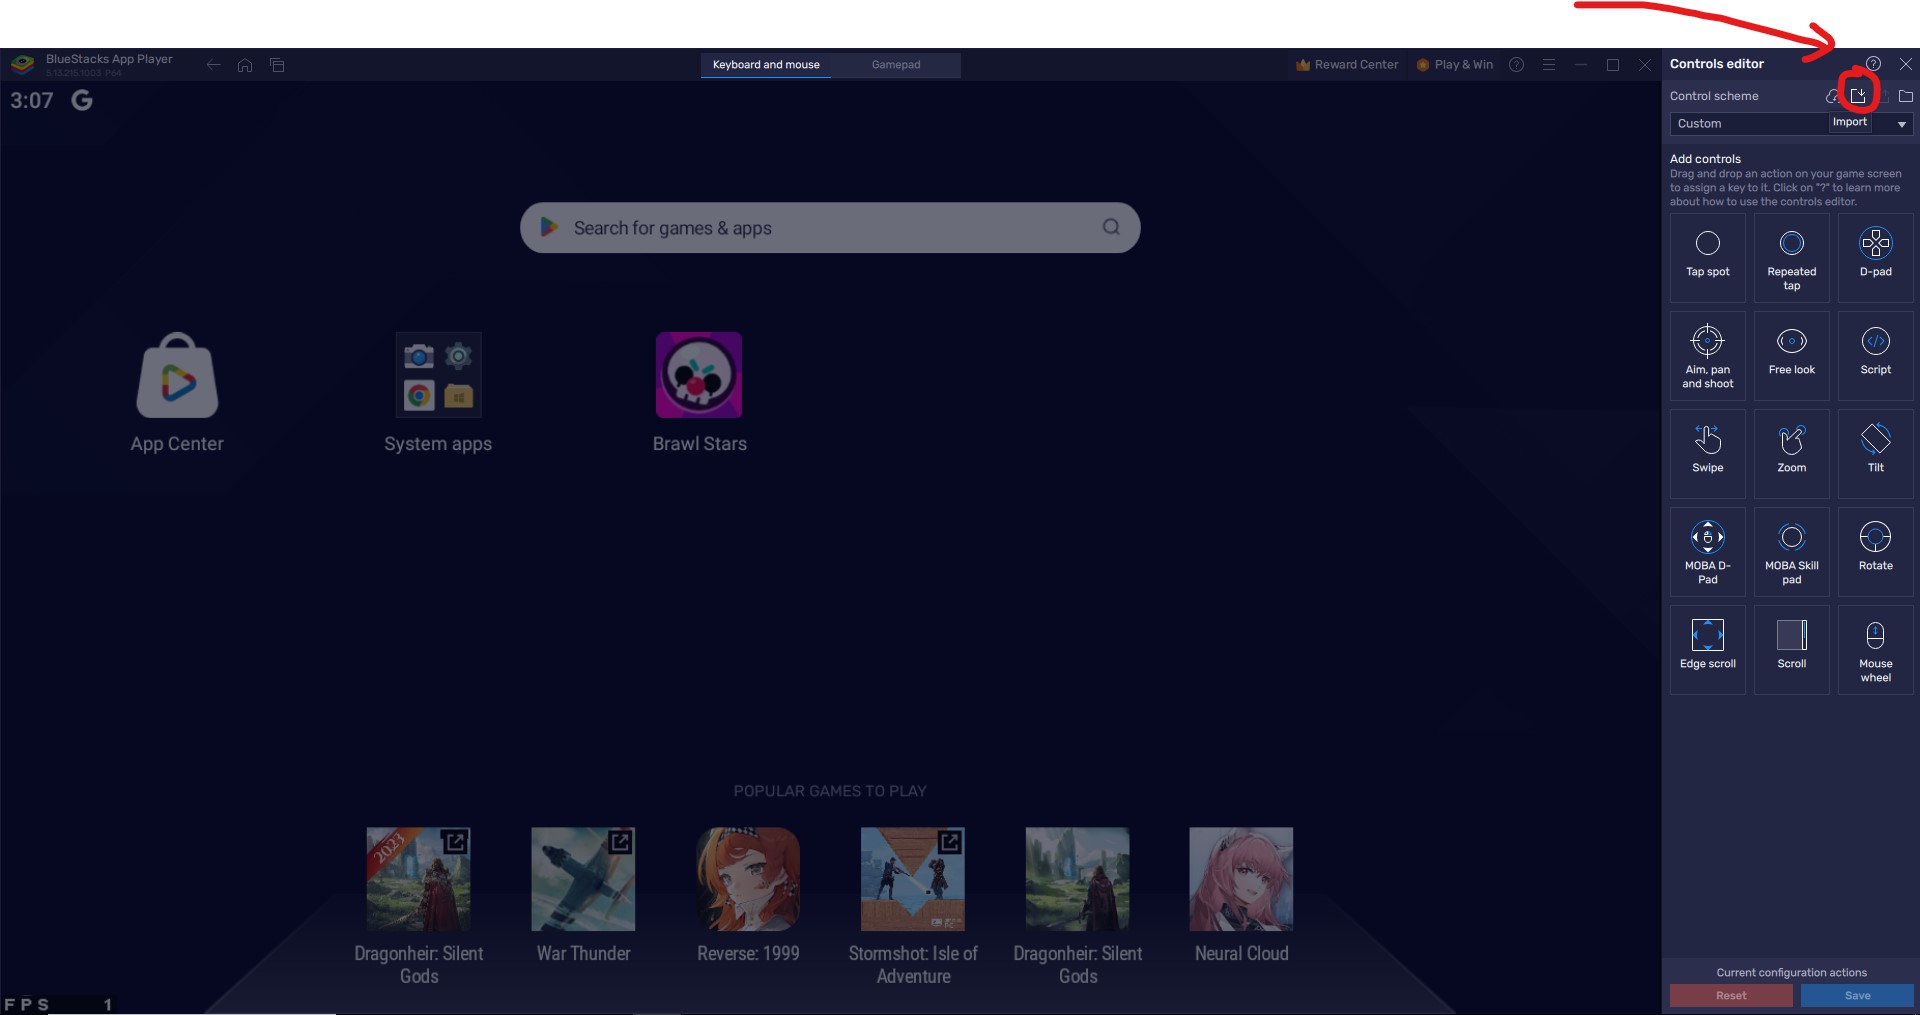 BlueStacks App Player
5.13.215.1003 P64
Keyboard and mouse
Gamepad
Reward Center
Play & Win
Controls editor
3:07
Control scheme
Import
Custom
Add controls
Drag and drop an action on your game screen
to assign a key to it. Click on "?" to learn more
about how to use the controls editor.
Search for games & apps
Tap spot
Repeated
tap
D-pad
Aim, pan
and shoot
Free look
Script
App Center
System apps
Brawl Stars
Swipe
Zoom
Tilt
MOBA D-
Pad
MOBA Skill
pad
Rotate
Edge scroll
Scroll
Mouse
wheel
POPULAR GAMES TO PLAY
2023
Dragonheir: Silent
Gods
War Thunder
Reverse: 1999
Stormshot: Isle of
Adventure
Dragonheir: Silent
Gods
Neural Cloud
Current configuration actions
Reset
Save
FPS 1